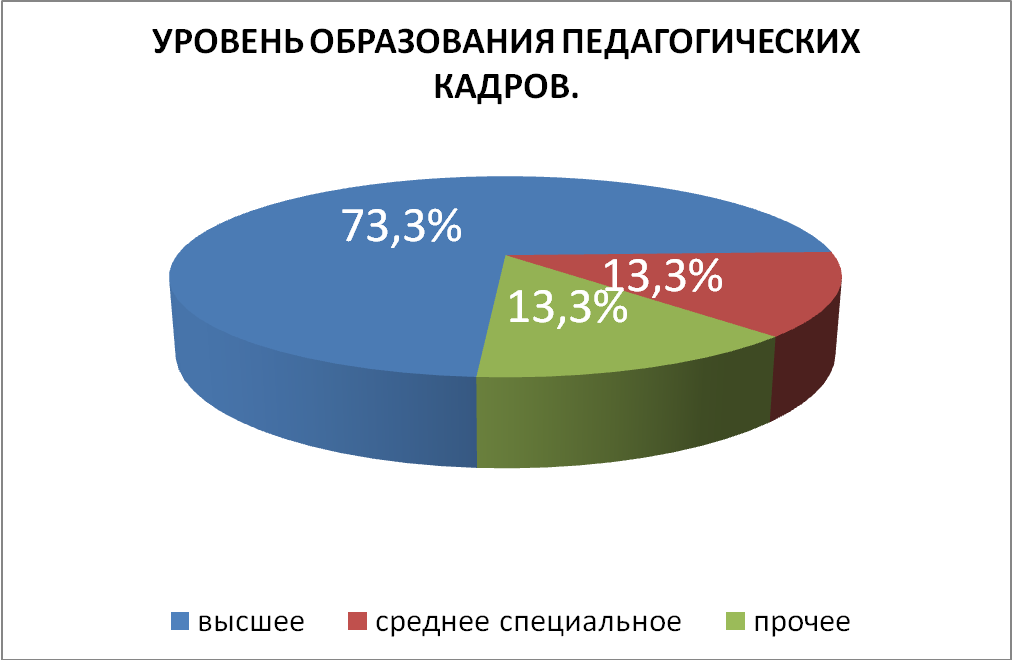 УРОВЕНЬ ОБРАЗОВАНИЯ ПЕДАГОГИЧЕСКИХ
КАДРОВ.
73,3%
13,3%
13,3%
высшее
среднее специальное
прочее